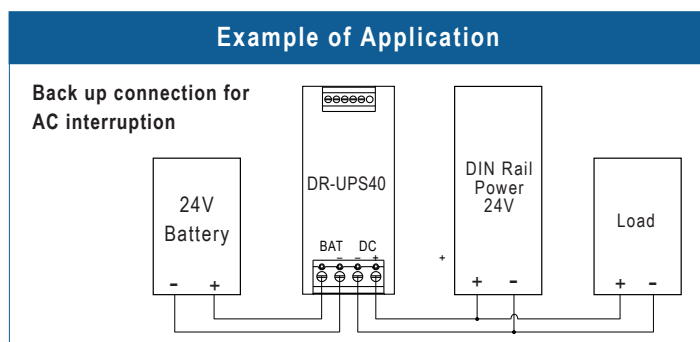 Example of Application
Back up connection for
AC interruption
24V
Battery
- +
DR-UPS40
BAT DC
- - +
DIN Rail
Power
24V
+
+ -
Load
+ -